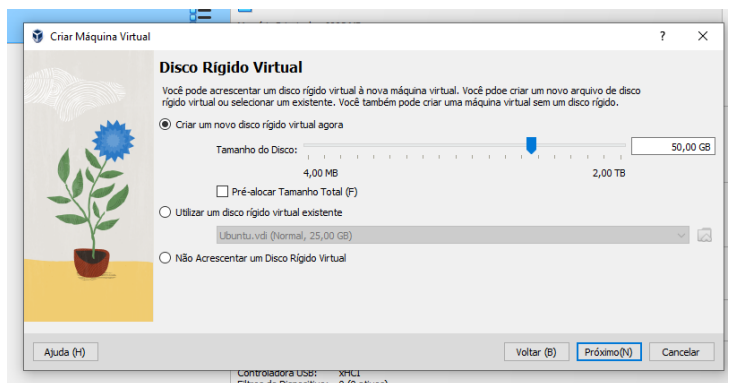 Criar Máquina Virtual
?
Disco Rígido Virtual
Você pode acrescentar um disco rígido virtual à nova máquina virtual. Você pdoe criar um novo arquivo de disco
rígido virtual ou selecionar um existente. Você também pode criar uma máquina virtual sem um disco rígido.
Criar um novo disco rígido virtual agora
Tamanho do Disco:
50,00 GB
4,00 MB
2,00 TB
Pré-alocar Tamanho Total (F)
Utilizar um disco rígido virtual existente
Ubuntu.vdi (Normal, 25,00 GB)
Não Acrescentar um Disco Rígido Virtual
Ajuda (H)
Voltar (B)
Próximo(N)
Cancelar
Controladora USB: xHCI